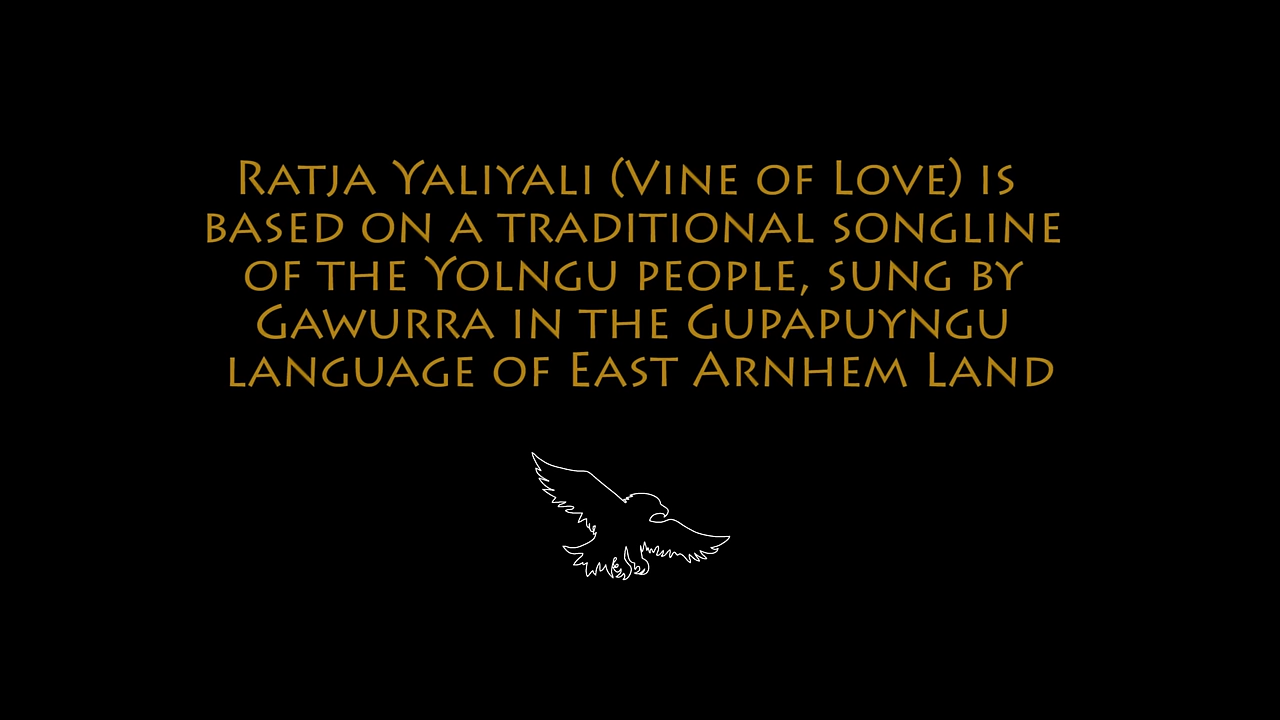 Ratja Yaliyali (Vine of Love) is
based on a traditional songline
of the Yolngu people, sung by
Gawurra in the Gupapuyngu
language of East Arnhem Land